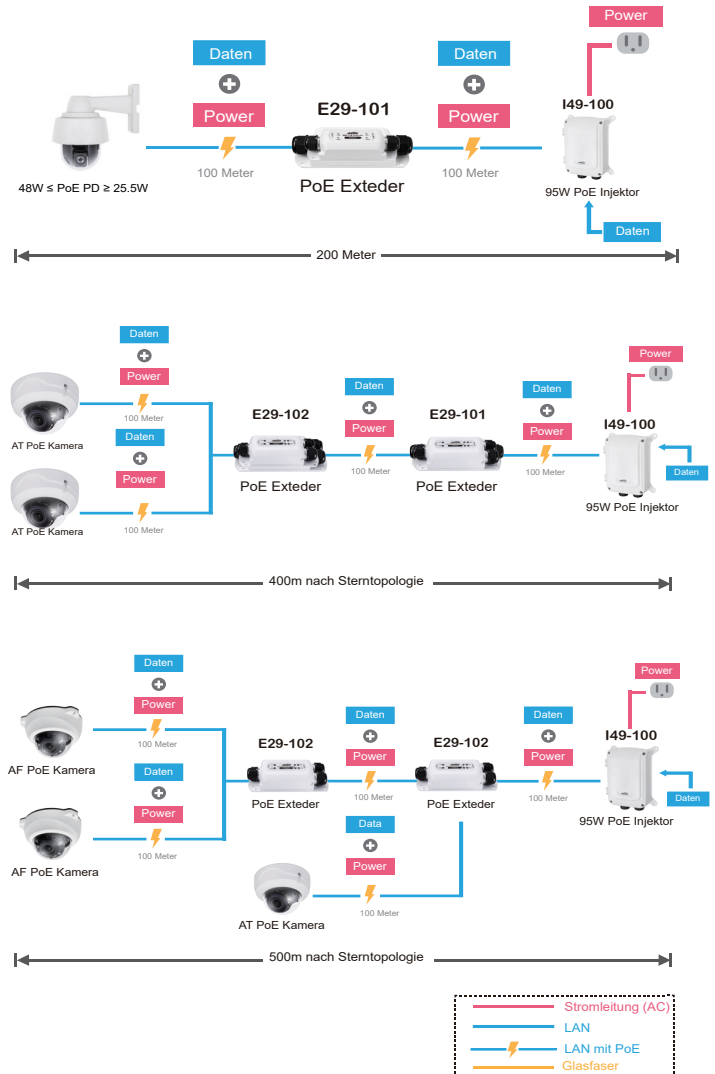 Power
Daten
Daten
Power
Power
E29-101
I49-100
100 Meter
100 Meter
PoE Exteder
48W ≤ PoE PD ≥ 25.5W
95W PoE Injektor
Daten
200 Meter
Daten
Power
100 Meter
AT PoE Kamera
Daten
Power
100 Meter
AT PoE Kamera
E29-102
PoE Exteder
Daten
Power
100 Meter
E29-101
PoE Exteder
Daten
Power
100 Meter
Power
I49-100
Daten
95W PoE Injektor
400m nach Sterntopologie
Daten
Power
100 Meter
AF PoE Kamera
Daten
Power
100 Meter
AF PoE Kamera
E29-102
PoE Exteder
Daten
Power
100 Meter
E29-102
PoE Exteder
Data
Power
100 Meter
AT PoE Kamera
Daten
Power
100 Meter
Power
I49-100
Daten
95W PoE Injektor
500m nach Sterntopologie
Stromleitung (AC)
LAN
LAN mit PoE
Glasfaser